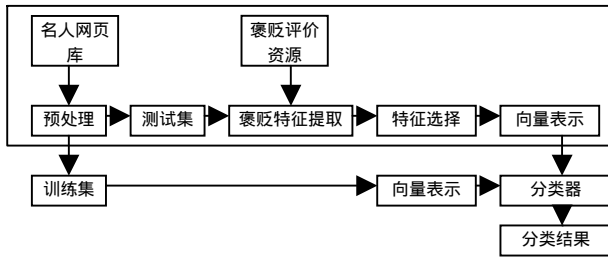 名人网页
库
褒贬评价
资源
预处理
测试集
褒贬特征提取
特征选择
向量表示
训练集
向量表示
分类器
分类结果